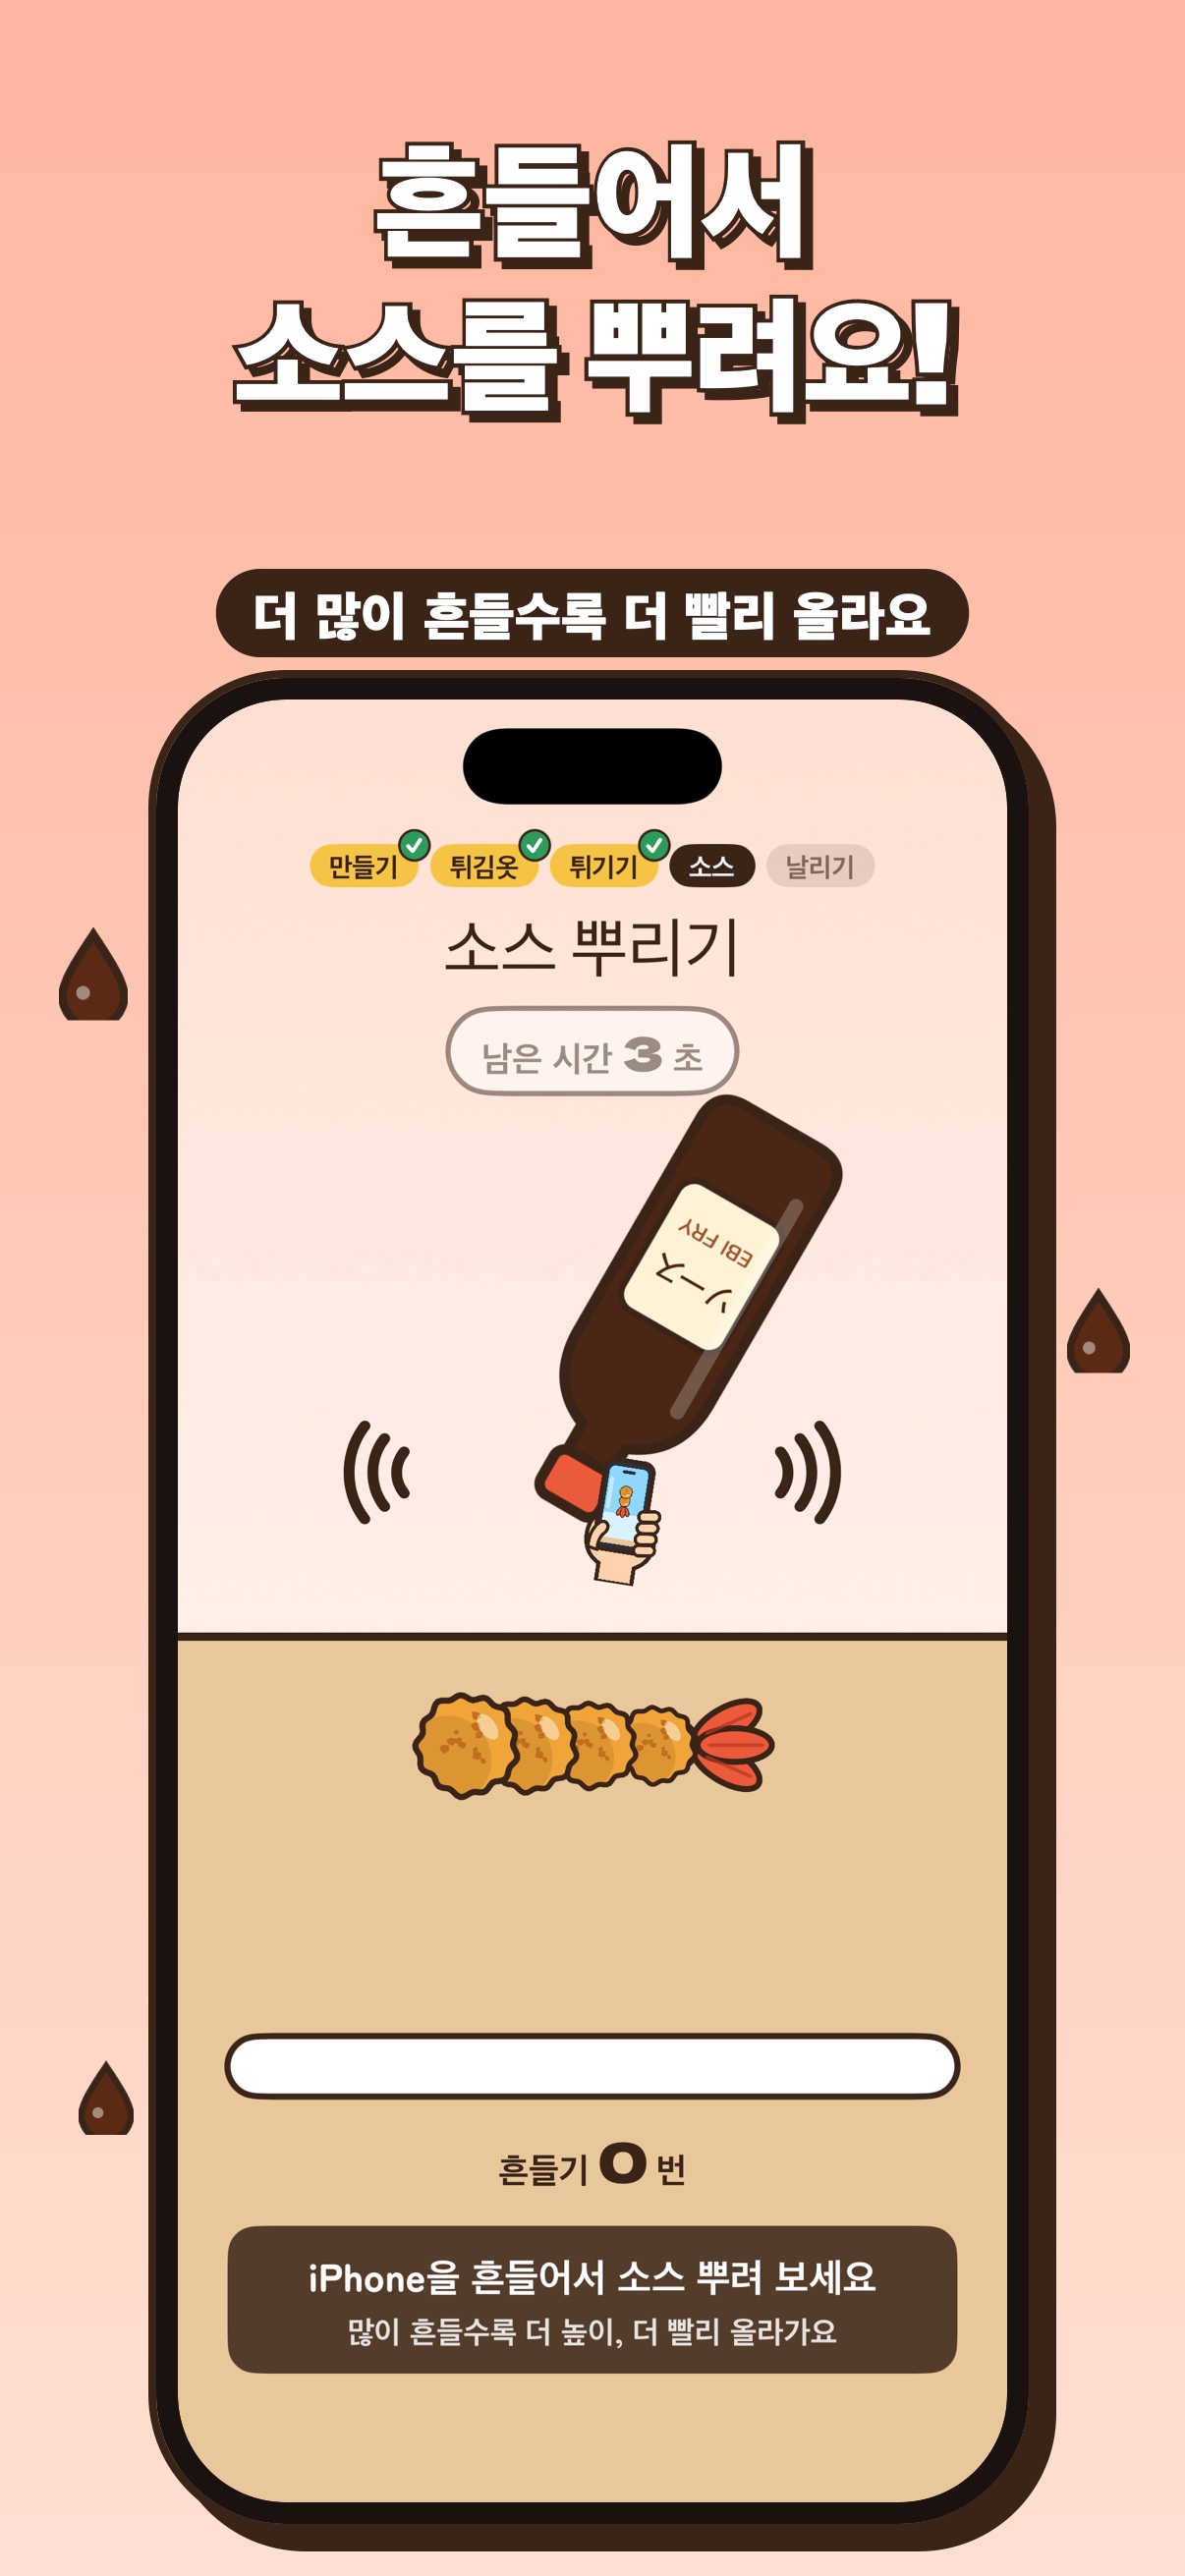 흔들어서
소스를 뿌려요!
더 많이 흔들수록 더 빨리 올라요
만들기 튀김옷 튀기기 소스 날리기
소스 뿌리기
남은 시간 3 초
EBI FRY
ソース
흔들기 0 번
iPhone을 흔들어서 소스 뿌려 보세요
많이 흔들수록 더 높이, 더 빨리 올라가요